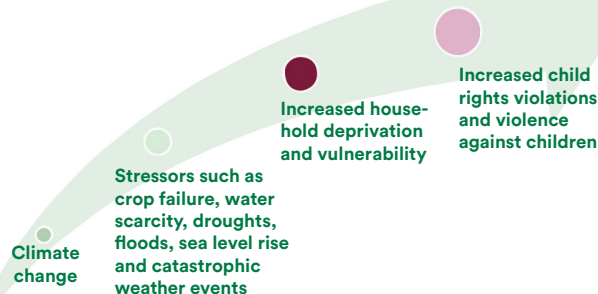 Climate
change
Stressors such as
crop failure, water
scarcity, droughts,
floods, sea level rise
and catastrophic
weather events
Increased house-
hold deprivation
and vulnerability
Increased child
rights violations
and violence
against children